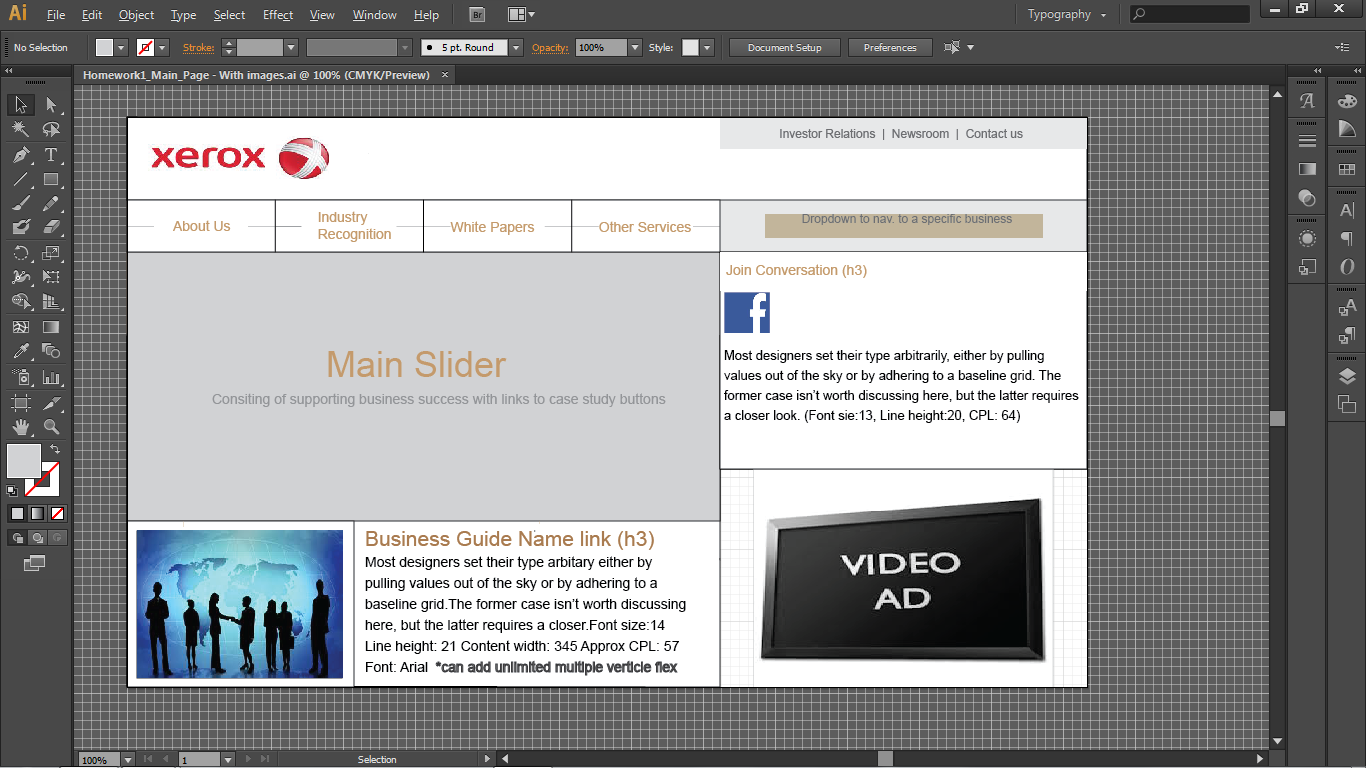 Ai File Edit Object Type Select Effect View Window Help Br Typography
No Selection Stroke: 5 pt. Round Opacity: 100% Style: Document Setup Preferences
Homework1_Main_Page - With images.ai @ 100% (CMYK/Preview) ×
Investor Relations | Newsroom | Contact us
xerox
About Us
Industry
Recognition
White Papers
Other Services
Dropdown to nav. to a specific business
Main Slider
Consiting of supporting business success with links to case study buttons
Join Conversation (h3)
f
Most designers set their type arbitrarily, either by pulling
values out of the sky or by adhering to a baseline grid. The
former case isn't worth discussing here, but the latter requires
a closer look. (Font sie:13, Line height:20, CPL: 64)
Business Guide Name link (h3)
Most designers set their type arbitary either by
pulling values out of the sky or by adhering to a
baseline grid.The former case isn't worth discussing
here, but the latter requires a closer.Font size:14
Line height: 21 Content width: 345 Approx CPL: 57
Font: Arial *can add unlimited multiple verticle flex
VIDEO
AD
100% 1 Selection